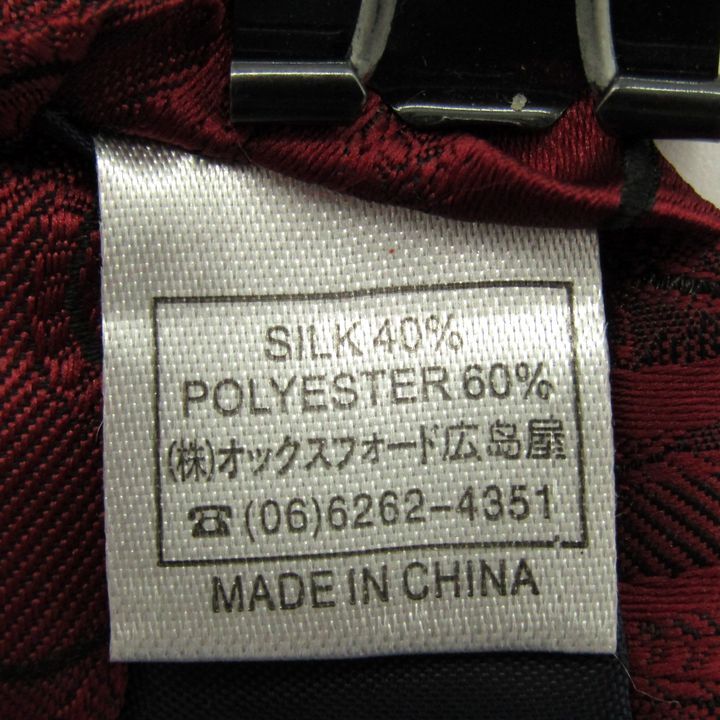 SILK 40%
POLYESTER 60%
(株)オックスフォード広島屋
☎(06)6262-4351
MADE IN CHINA